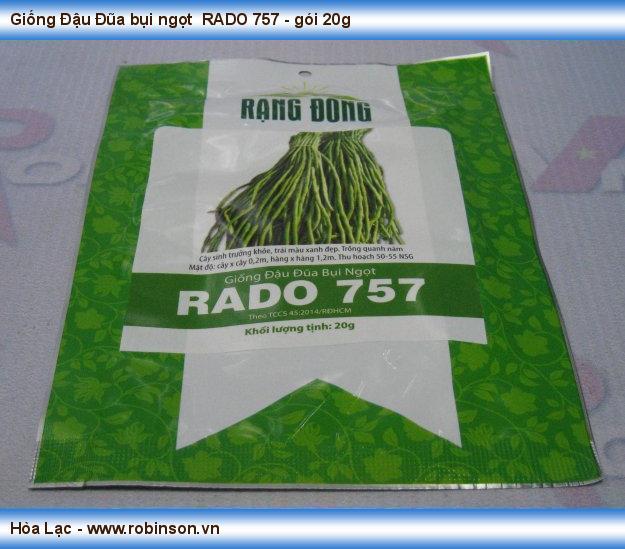 Giống Đậu Đũa bụi ngọt RADO 757 - gói 20g
RẠNG ĐONG
Cây sinh trưởng khỏe, trái màu xanh đẹp. Trồng quanh năm
Mật độ: cây x cây 0,2m, hàng x hàng 1,2m. Thu hoạch 50-55 NSG
Giống Đậu Đũa Bụi Ngọt
RADO 757
Theo TCCS 45:2014/RĐHCM
Khối lượng tịnh: 20g
Hòa Lạc - www.robinson.vn